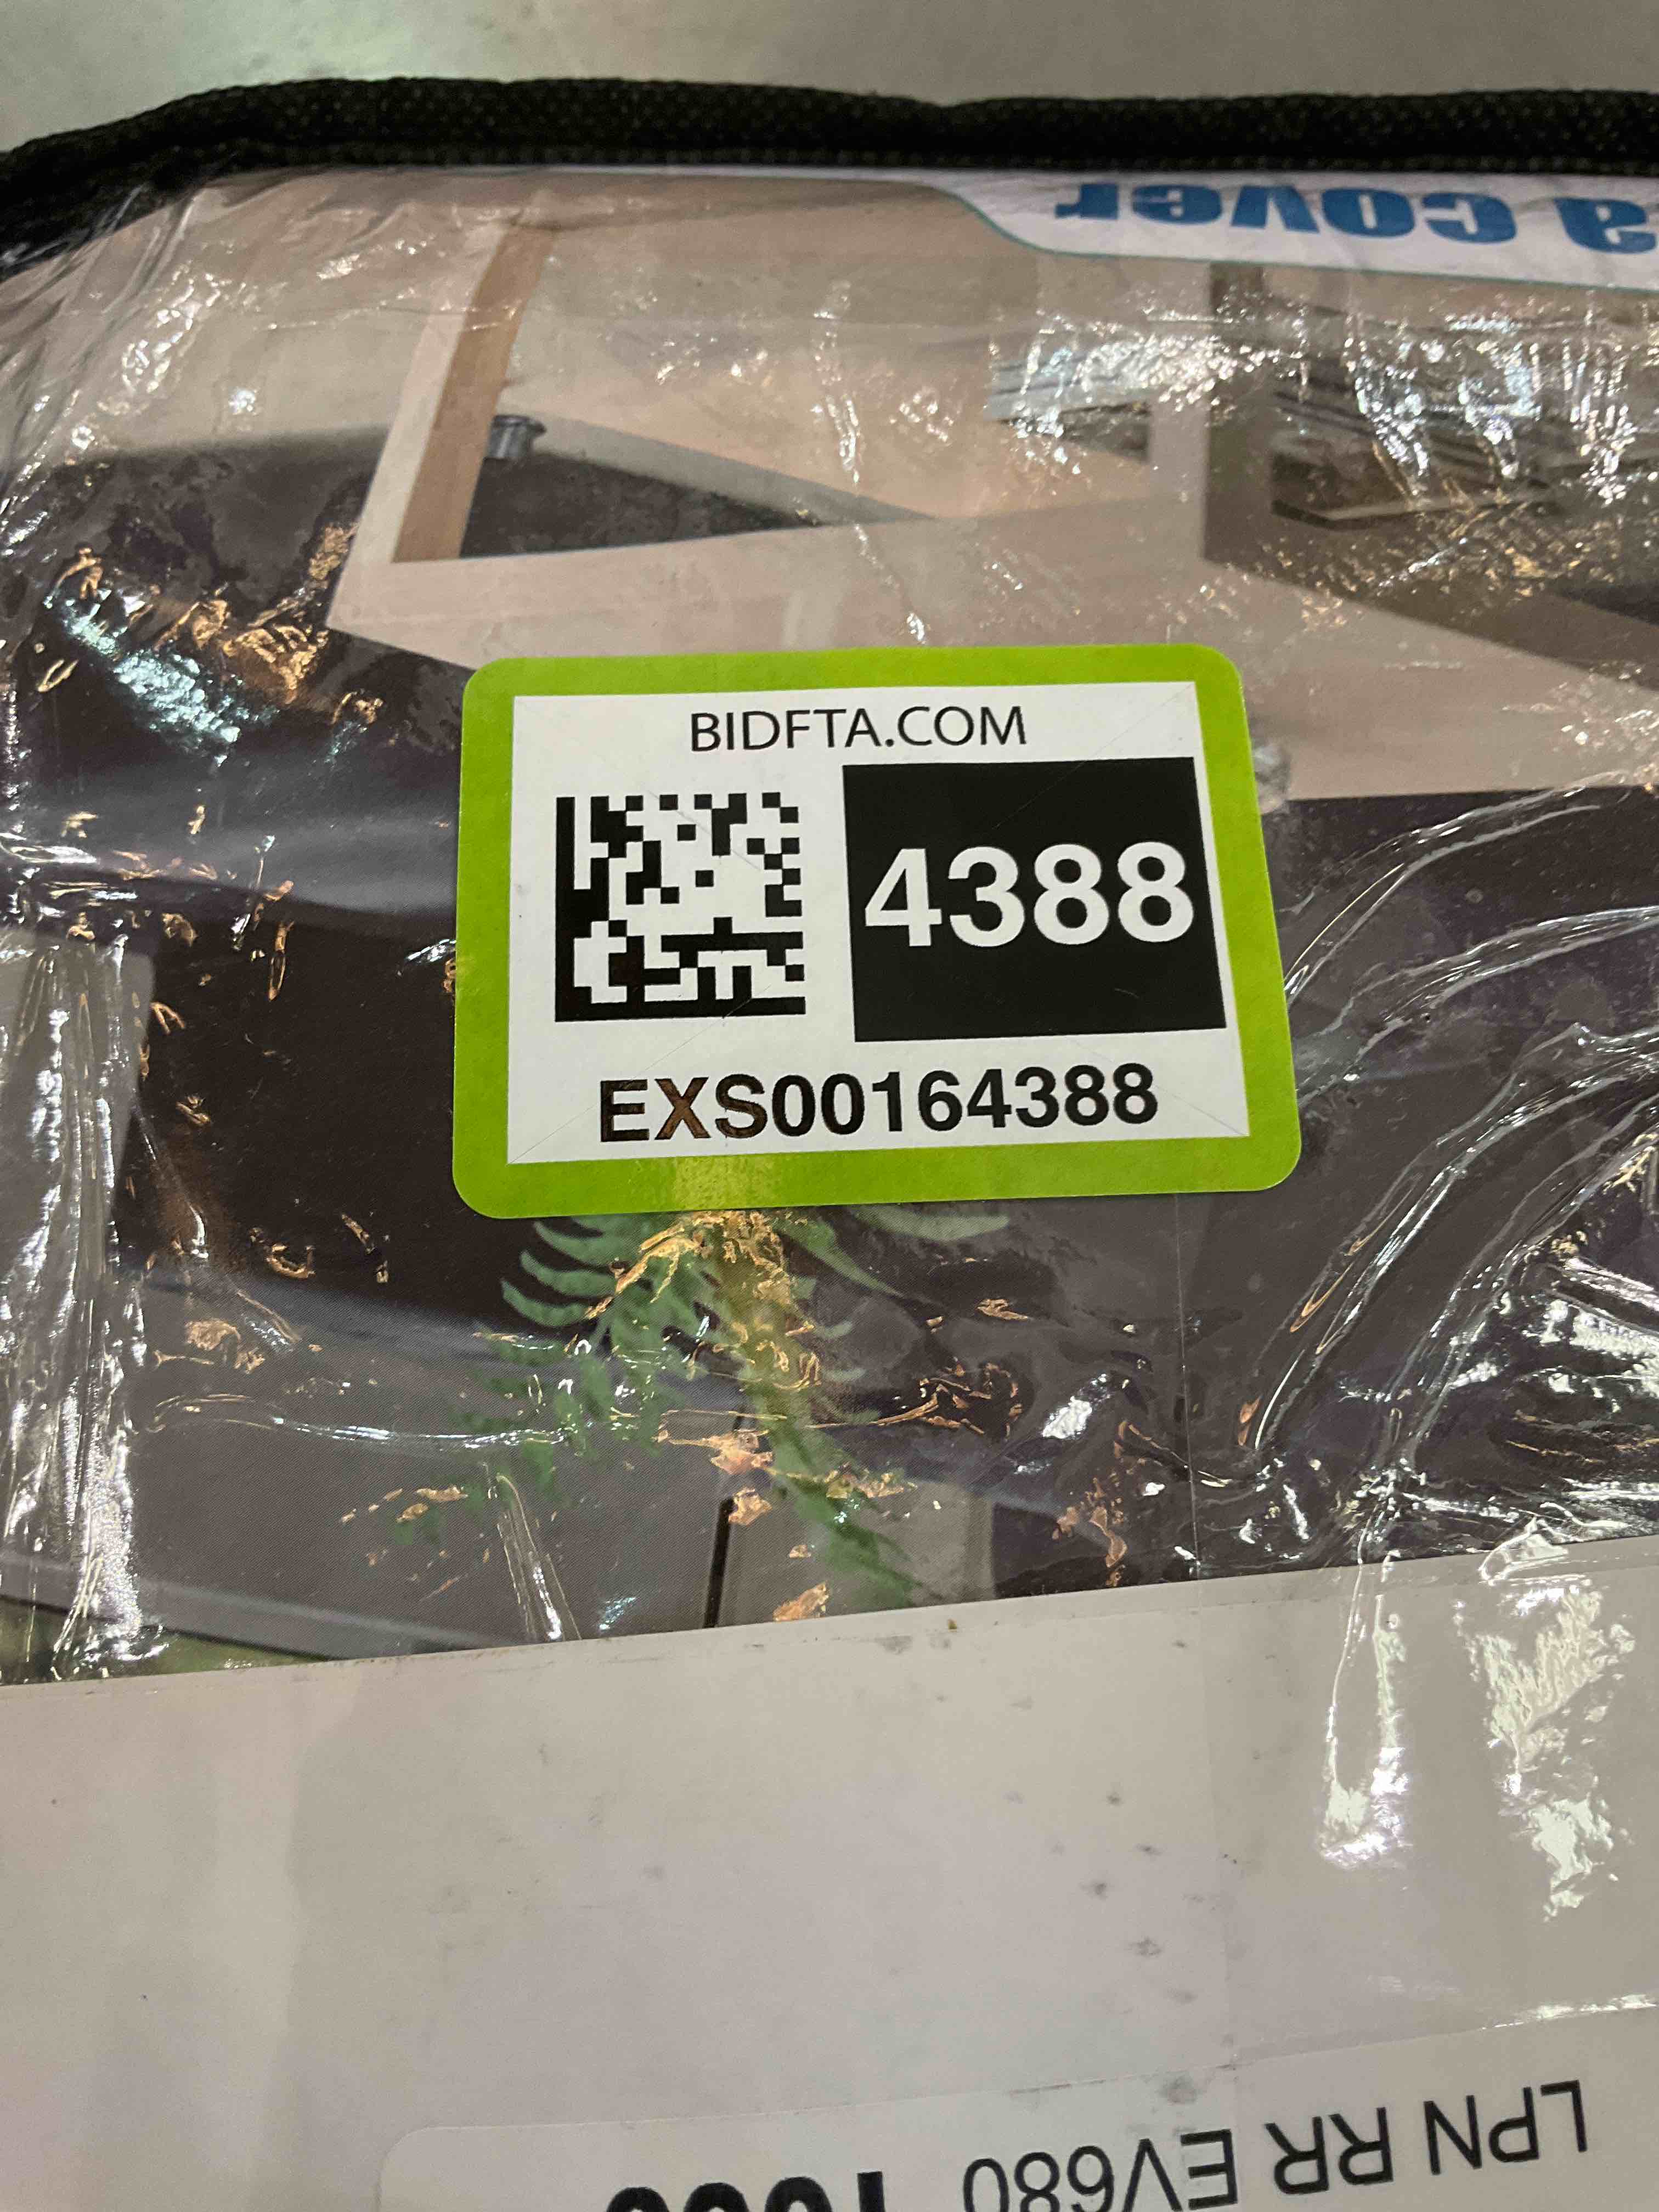 a cover
BIDFTA.COM
4388
EXS00164388
LPN RR EV680